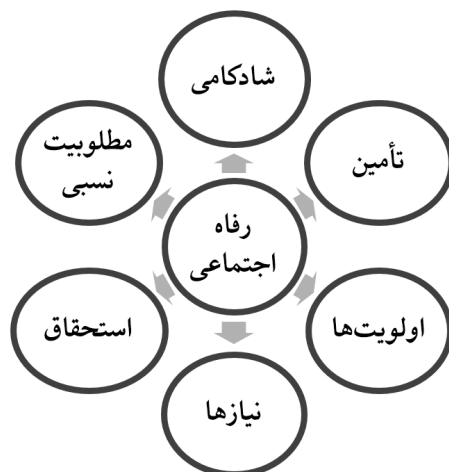 شادکامی
تأمین
مطلوبیت
نسبی
رفاه
اجتماعی
اولویت‌ها
استحقاق
نیازها